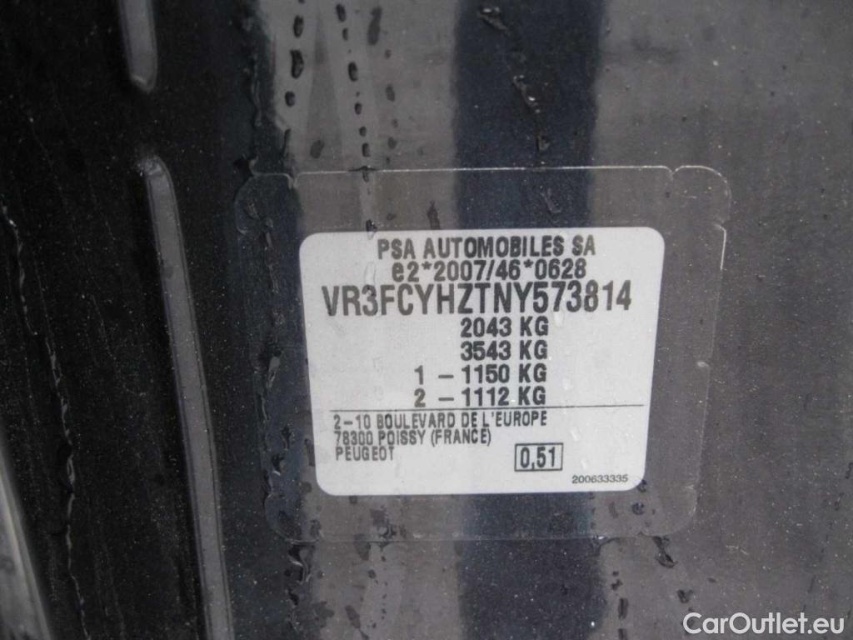 PSA AUTOMOBILES SA
e2*2007/46*0628
VR3FCYHZTNY573814
2043 KG
3543 KG
1 – 1150 KG
2 – 1112 KG
2–10 BOULEVARD DE L'EUROPE
78300 POISSY (FRANCE)
PEUGEOT
0,51
200633335
CarOutlet.eu